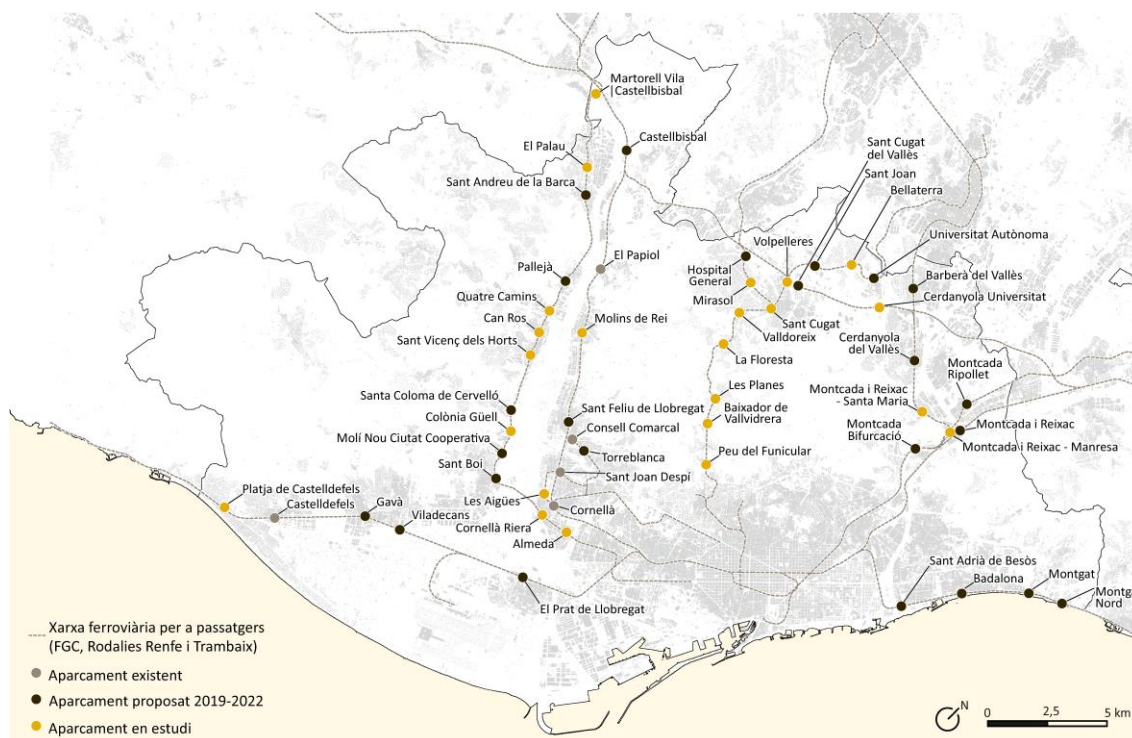 Martorell Vila
|Castellbisbal
Castellbisbal
El Palau
Sant Andreu de la Barca
Sant Cugat
del Vallès
Sant Joan
Bellaterra
Universitat Autònoma
Volpelleres
El Papiol
Hospital
General
Barberà del Vallès
Pallejà
Mirasol
Cerdanyola Universitat
Quatre Camins
Can Ros
Molins de Rei
Sant Cugat
Valldoreix
Sant Vicenç dels Horts
Cerdanyola
del Vallès
La Floresta
Montcada
Ripollet
Santa Coloma de Cervelló
Les Planes
Montcada i Reixac
- Santa Maria
Colònia Güell
Sant Feliu de Llobregat
Baixador de
Vallvidrera
Consell Comarcal
Montcada
Bifurcació
Montcada i Reixac
Molí Nou Ciutat Cooperativa
Montcada i Reixac - Manresa
Torreblanca
Peu del Funicular
Sant Boi
Sant Joan Despí
Platja de Castelldefels
Castelldefels
Gavà
Les Aigües
Cornellà
Viladecans
Cornellà Riera
Almeda
Sant Adrià de Besòs
Badalona
Montgat
Montga
Nord
El Prat de Llobregat
Xarxa ferroviària per a passatgers
(FGC, Rodalies Renfe i Trambaix)
Aparcament existent
Aparcament proposat 2019-2022
Aparcament en estudi
N
0 2,5 5 km